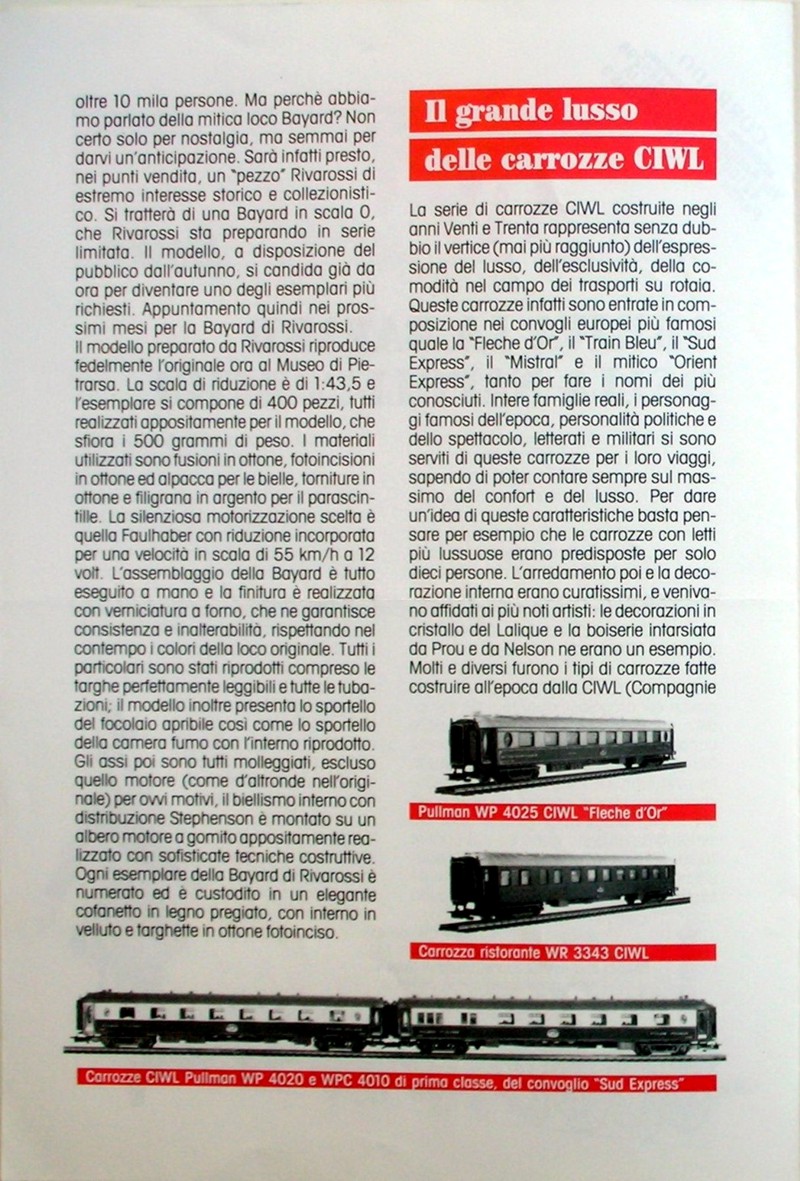 oltre 10 mila persone. Ma perchè abbia-
mo parlato della mitica loco Bayard? Non
certo solo per nostalgia, ma semmai per
darvi un'anticipazione. Sarà infatti presto,
nei punti vendita, un "pezzo" Rivarossi di
estremo interesse storico e collezionisti-
co. Si tratterà di una Bayard in scala 0,
che Rivarossi sta preparando in serie
limitata. Il modello, a disposizione del
pubblico dall'autunno, si candida già da
ora per diventare uno degli esemplari più
richiesti. Appuntamento quindi nei pros-
simi mesi per la Bayard di Rivarossi.
Il modello preparato da Rivarossi riproduce
fedelmente l'originale ora al Museo di Pie-
trarsa. La scala di riduzione è di 1:43,5 e
l'esemplare si compone di 400 pezzi, tutti
realizzati appositamente per il modello, che
sfiora i 500 grammi di peso. I materiali
utilizzati sono fusioni in ottone, fotoincisioni
in ottone ed alpacca per le bielle, torniture in
ottone e filigrana in argento per il parascin-
tille. La silenziosa motorizzazione scelta è
quella Faulhaber con riduzione incorporata
per una velocità in scala di 55 km/h a 12
volt. L'assemblaggio della Bayard è tutto
eseguito a mano e la finitura è realizzata
con verniciatura a forno, che ne garantisce
consistenza e inalterabilità, rispettando nel
contempo i colori della loco originale. Tutti i
particolari sono stati riprodotti compreso le
targhe perfettamente leggibili e tutte le tuba-
zioni; il modello inoltre presenta lo sportello
del focolaio apribile così come lo sportello
della camera fumo con l'interno riprodotto.
Gli assi poi sono tutti molleggiati, escluso
quello motore (come d'altronde nell'origi-
nale) per ovvi motivi, il biellismo interno con
distribuzione Stephenson è montato su un
albero motore a gomito appositamente rea-
lizzato con sofisticate tecniche costruttive.
Ogni esemplare della Bayard di Rivarossi è
numerato ed è custodito in un elegante
cofanetto in legno pregiato, con interno in
velluto e targhette in ottone fotoinciso.
Il grande lusso
delle carrozze CIWL
La serie di carrozze CIWL costruite negli
anni Venti e Trenta rappresenta senza dub-
bio il vertice (mai più raggiunto) dell'espres-
sione del lusso, dell'esclusività, della co-
modità nel campo dei trasporti su rotaia.
Queste carrozze infatti sono entrate in com-
posizione nei convogli europei più famosi
quale la "Fleche d'Or", il "Train Bleu", il "Sud
Express", il "Mistral" e il mitico "Orient
Express", tanto per fare i nomi dei più
conosciuti. Intere famiglie reali, i personag-
gi famosi dell'epoca, personalità politiche e
dello spettacolo, letterati e militari si sono
serviti di queste carrozze per i loro viaggi,
sapendo di poter contare sempre sul mas-
simo del confort e del lusso. Per dare
un'idea di queste caratteristiche basta pen-
sare per esempio che le carrozze con letti
più lussuose erano predisposte per solo
dieci persone. L'arredamento poi e la deco-
razione interna erano curatissimi, e veniva-
no affidati ai più noti artisti: le decorazioni in
cristallo del Lalique e la boiserie intarsiata
da Prou e da Nelson ne erano un esempio.
Molti e diversi furono i tipi di carrozze fatte
costruire all'epoca dalla CIWL (Compagnie
Pullman WP 4025 CIWL "Fleche d'Or"
Carrozza ristorante WR 3343 CIWL
Carrozze CIWL Pullman WP 4020 e WPC 4010 di prima classe, del convoglio "Sud Express"